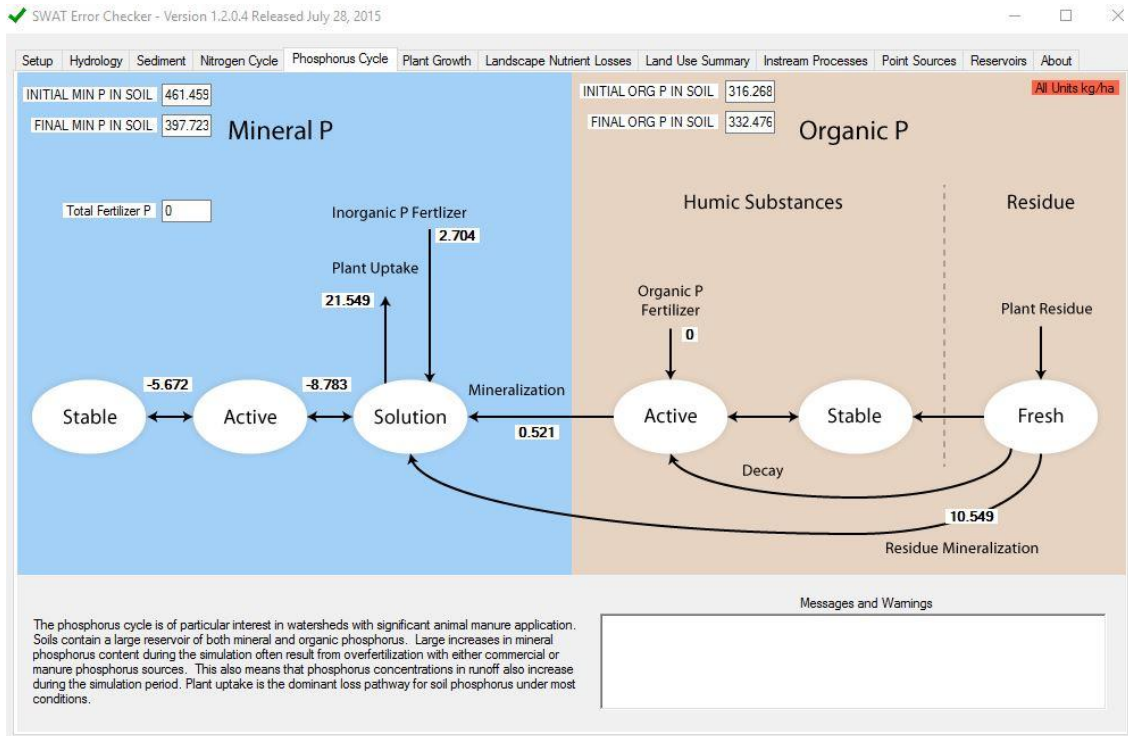 SWAT Error Checker - Version 1.2.0.4 Released July 28, 2015
Setup Hydrology Sediment Nitrogen Cycle Phosphorus Cycle Plant Growth Landscape Nutrient Losses Land Use Summary Instream Processes Point Sources Reservoirs About
INITIAL MIN P IN SOIL 461.459
FINAL MIN P IN SOIL 397.723
Mineral P
INITIAL ORG P IN SOIL 316.268
FINAL ORG P IN SOIL 332.476
Organic P
All Units kg/ha
Total Fertilizer P 0
Inorganic P Fertlizer
2.704
Plant Uptake
21.549
Humic Substances
Residue
Organic P
Fertilizer
0
Plant Residue
-5.672
-8.783
Mineralization
0.521
Stable
Active
Solution
Active
Stable
Fresh
Decay
10.549
Residue Mineralization
The phosphorus cycle is of particular interest in watersheds with significant animal manure application.
Soils contain a large reservoir of both mineral and organic phosphorus. Large increases in mineral
phosphorus content during the simulation often result from overfertilization with either commercial or
manure phosphorus sources. This also means that phosphorus concentrations in runoff also increase
during the simulation period. Plant uptake is the dominant loss pathway for soil phosphorus under most
conditions.
Messages and Warnings